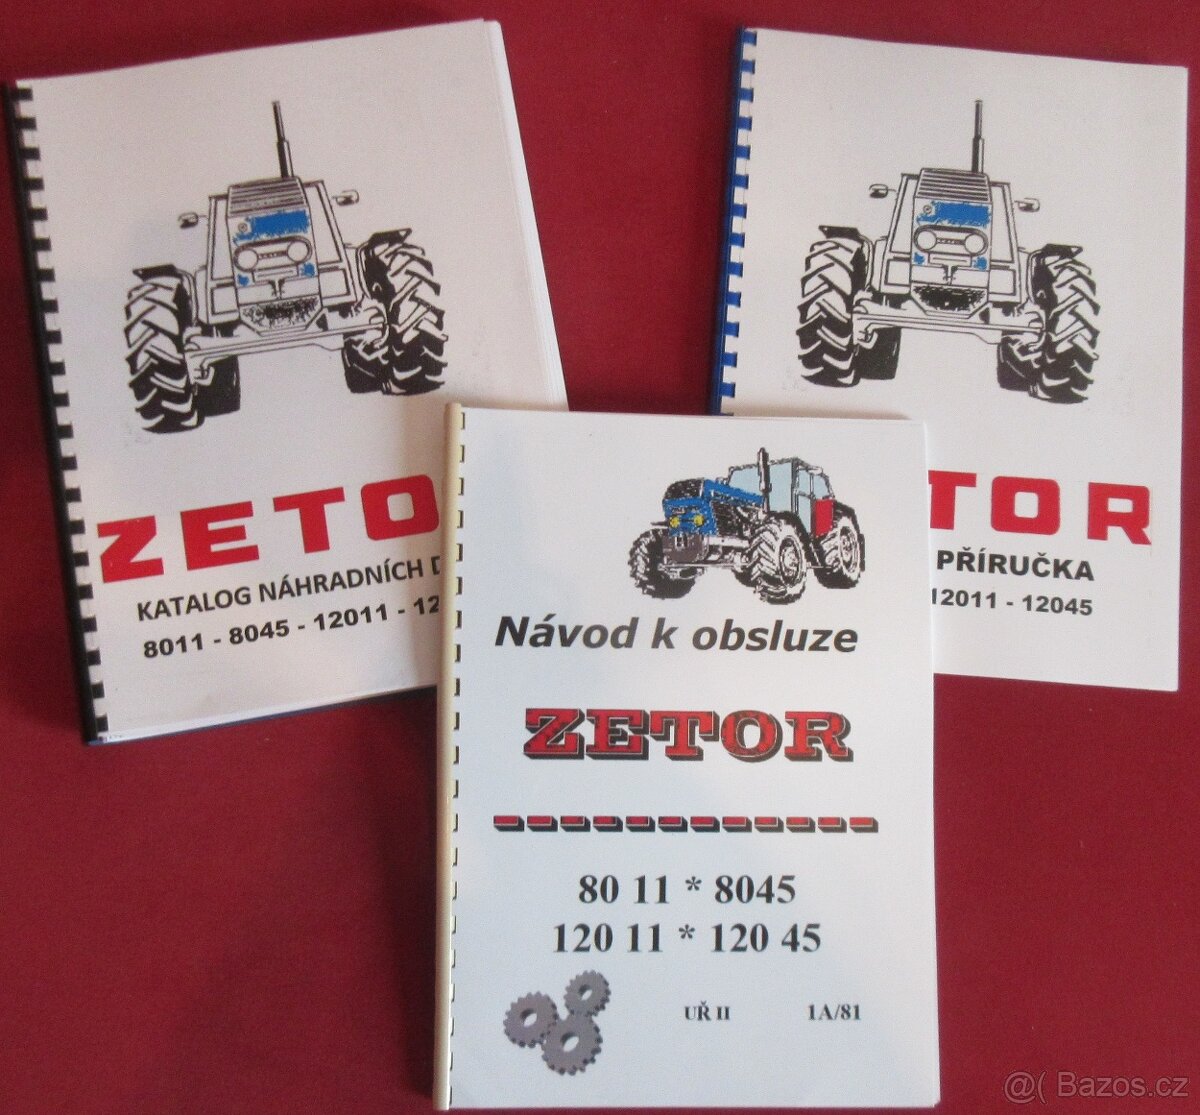 ZETO
KATALOG NÁHRADNÍCH
8011 - 8045 - 12011 - 12
TOR
PŘÍRUČKA
12011 - 12045
Návod k obsluze
ZETOR
80 11 * 8045
120 11 * 120 45
UŘ II 1A/81
@( Bazos.cz